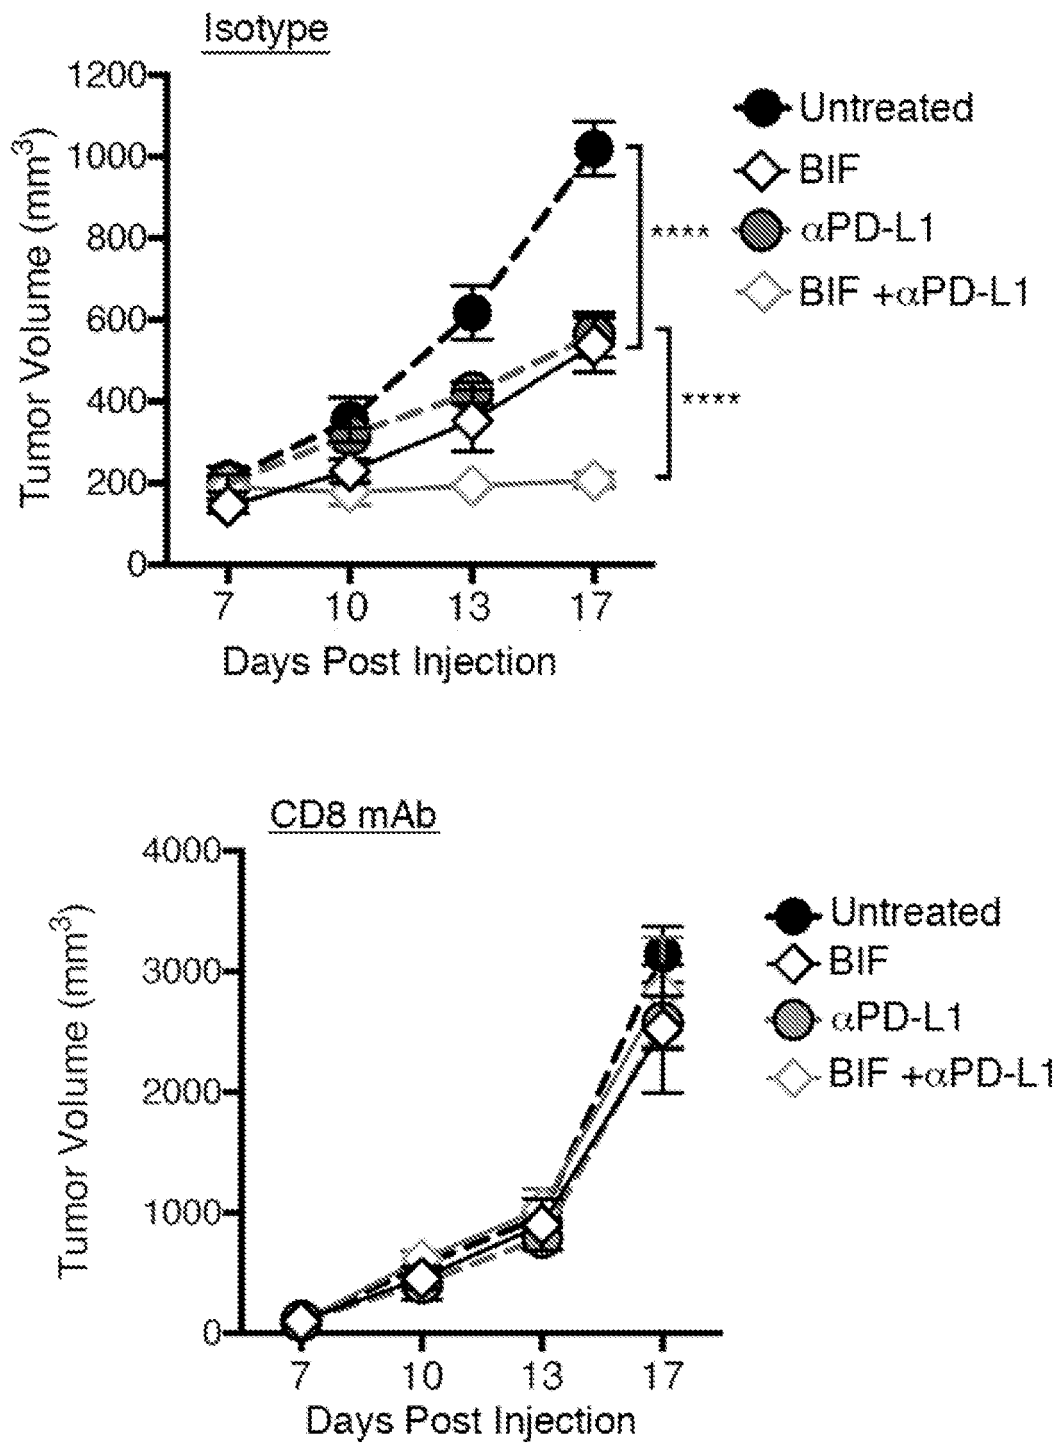 Isotype
1200
1000
800
600
400
200
0
Tumor Volume (mm³)
7 10 13 17
Days Post Injection
Untreated
BIF
αPD-L1
BIF +αPD-L1
****
****
CD8 mAb
4000
3000
2000
1000
0
Tumor Volume (mm³)
7 10 13 17
Days Post Injection
Untreated
BIF
αPD-L1
BIF +αPD-L1